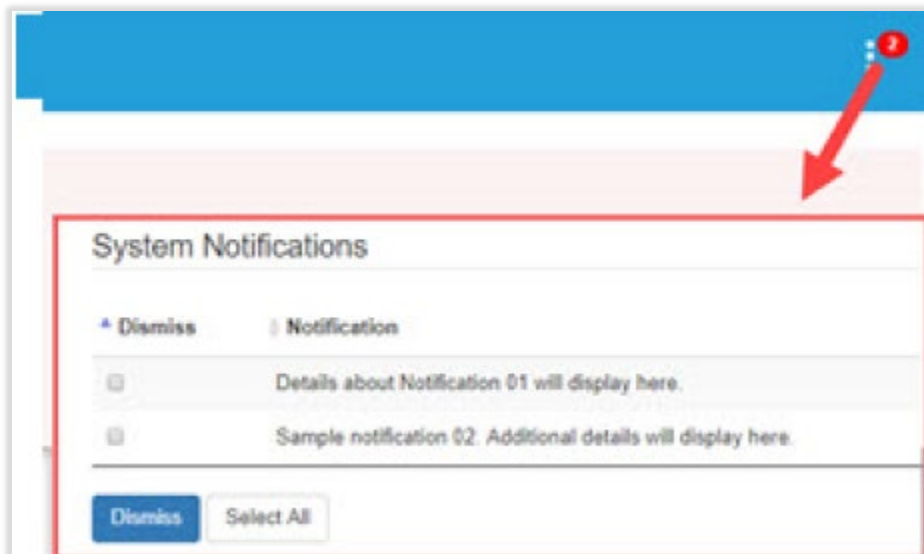 2
System Notifications
Dismiss Notification
Details about Notification 01 will display here.
Sample notification 02. Additional details will display here.
Dismiss Select All